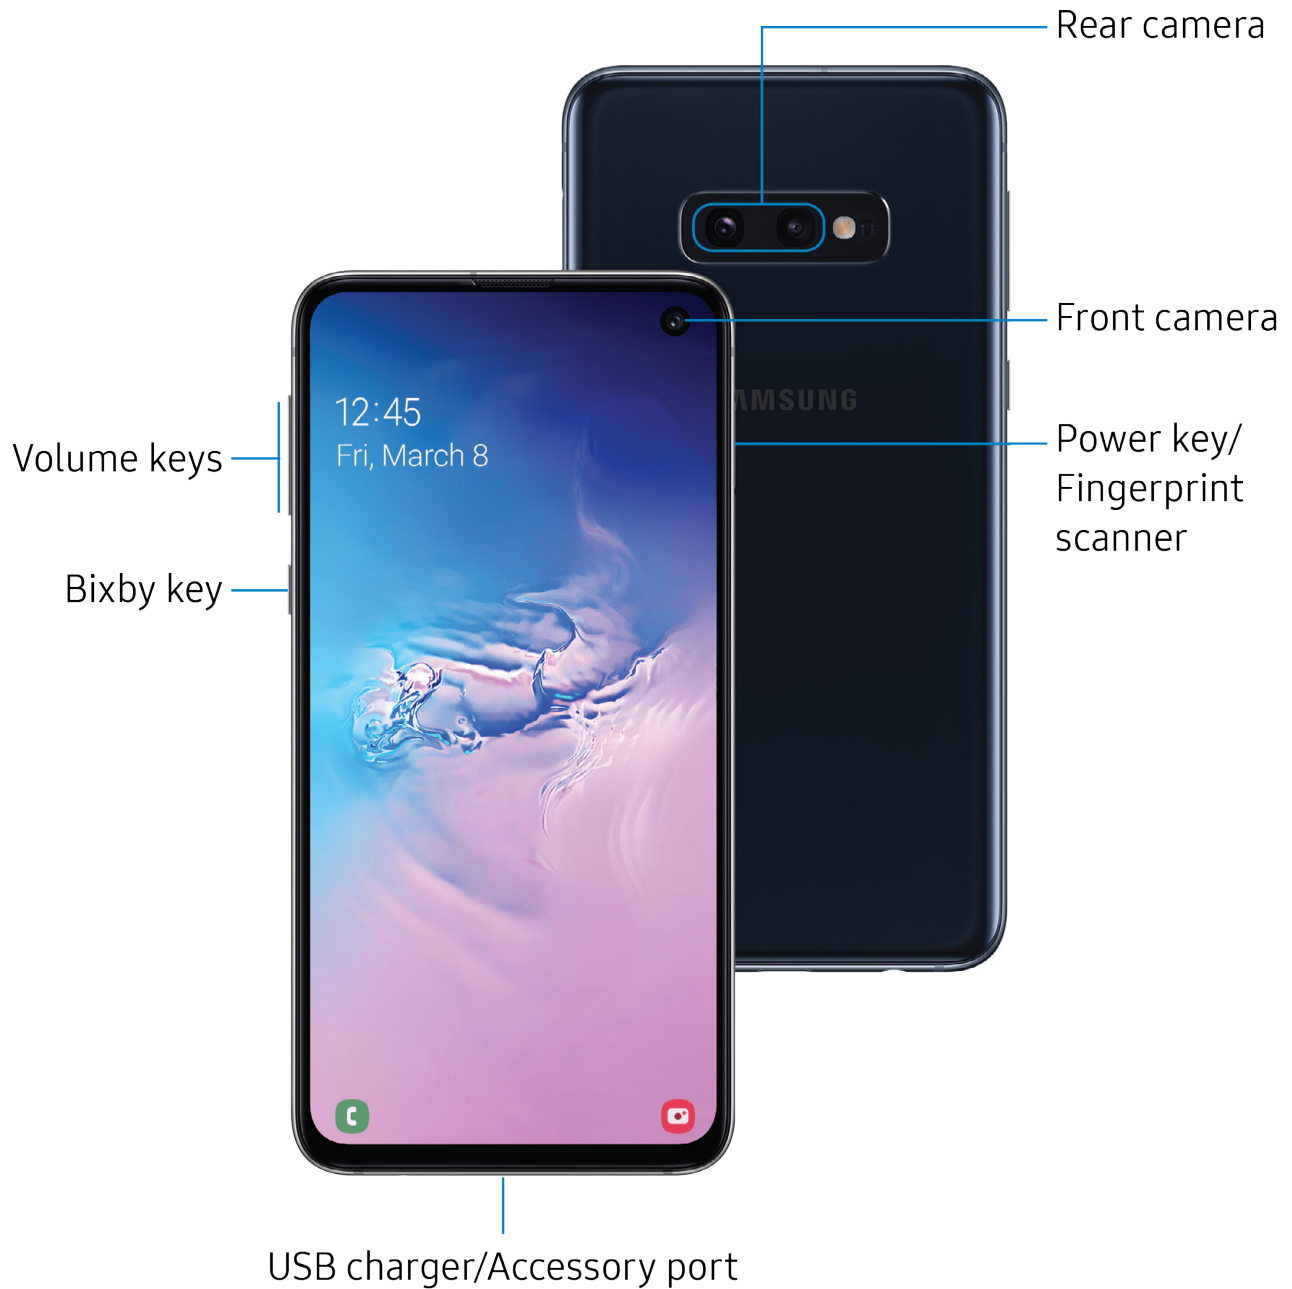 Rear camera
Front camera
12:45
Fri, March 8
AMSUNG
Power key/
Fingerprint
scanner
Volume keys
Bixby key
USB charger/Accessory port